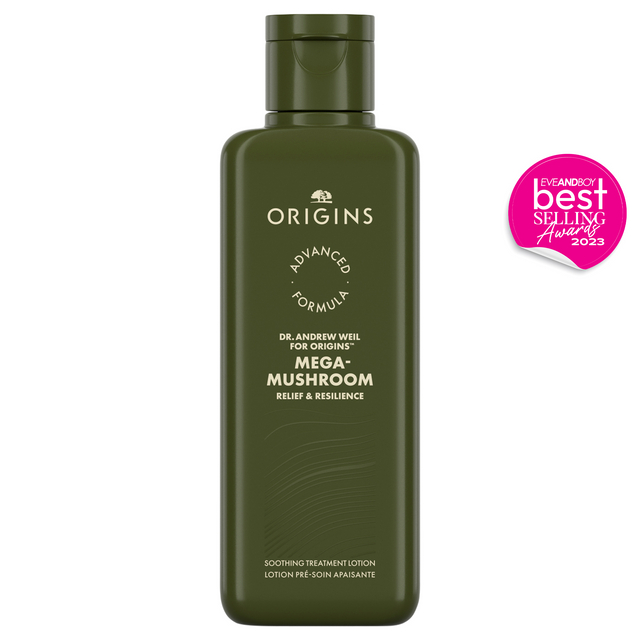 ORIGINS
ADVANCED
FORMULA
DR. ANDREW WEIL
FOR ORIGINS™
MEGA-
MUSHROOM
RELIEF & RESILIENCE
SOOTHING TREATMENT LOTION
LOTION PRÉ-SOIN APAISANTE
EVEANDBOY
best
SELLING
Awards
2023